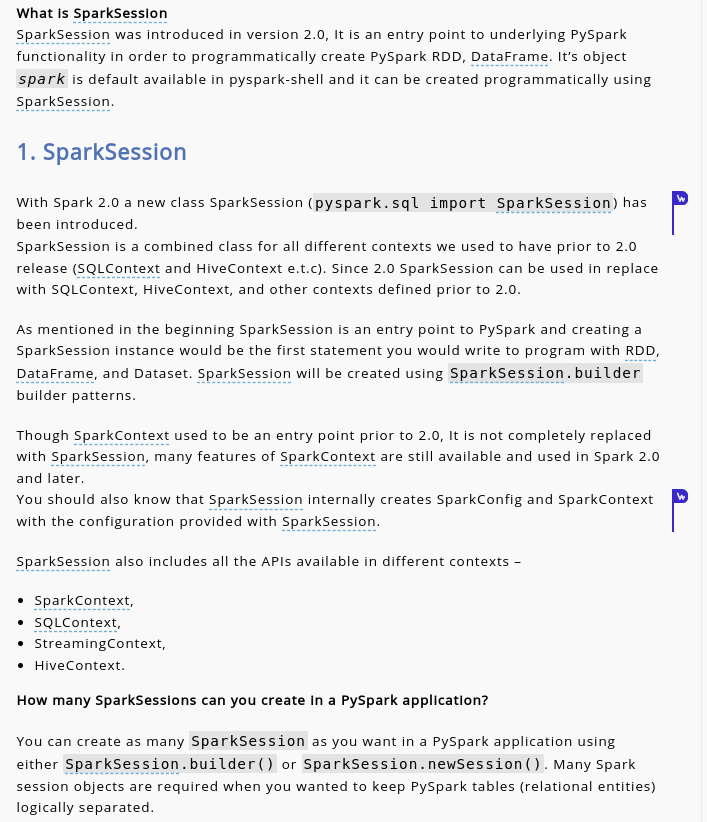 What is SparkSession
SparkSession was introduced in version 2.0, It is an entry point to underlying PySpark
functionality in order to programmatically create PySpark RDD, DataFrame. It's object
spark is default available in pyspark-shell and it can be created programmatically using
SparkSession.
1. SparkSession
With Spark 2.0 a new class SparkSession (pyspark.sql import SparkSession) has
been introduced.
SparkSession is a combined class for all different contexts we used to have prior to 2.0
release (SQLContext and HiveContext e.t.c). Since 2.0 SparkSession can be used in replace
with SQLContext, HiveContext, and other contexts defined prior to 2.0.
As mentioned in the beginning SparkSession is an entry point to PySpark and creating a
SparkSession instance would be the first statement you would write to program with RDD,
DataFrame, and Dataset. SparkSession will be created using SparkSession.builder
builder patterns.
Though SparkContext used to be an entry point prior to 2.0, It is not completely replaced
with SparkSession, many features of SparkContext are still available and used in Spark 2.0
and later.
You should also know that SparkSession internally creates SparkConfig and SparkContext
with the configuration provided with SparkSession.
SparkSession also includes all the APIs available in different contexts –
• SparkContext,
• SQLContext,
• StreamingContext,
• HiveContext.
How many SparkSessions can you create in a PySpark application?
You can create as many SparkSession as you want in a PySpark application using
either SparkSession.builder() or SparkSession.newSession(). Many Spark
session objects are required when you wanted to keep PySpark tables (relational entities)
logically separated.